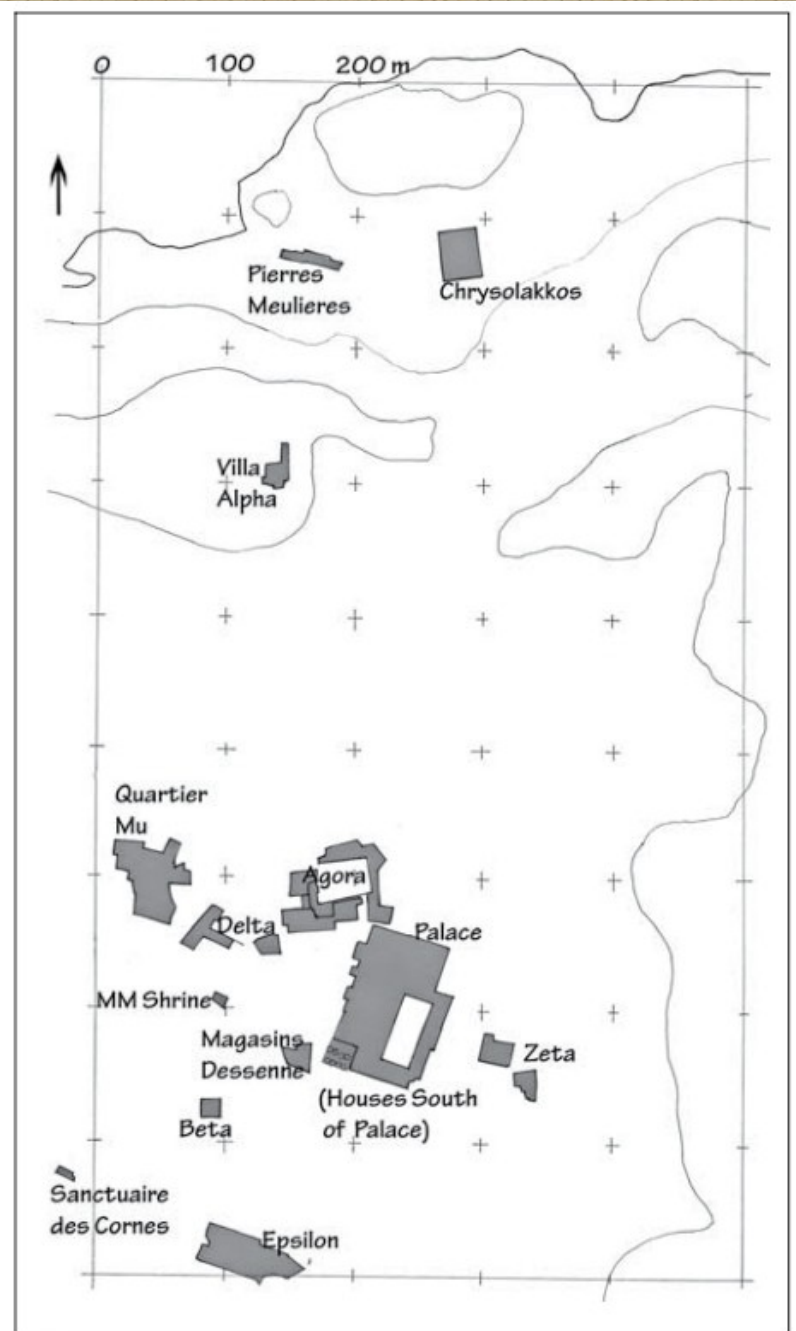 0 100 200 m
Pierres
Meulieres
Chrysolakkos
Villa
Alpha
Quartier
Mu
Agora
Delta
Palace
MM Shrine
Magasins
Dessenne
Zeta
(Houses South
of Palace)
Beta
Sanctuaire
des Cornes
Epsilon